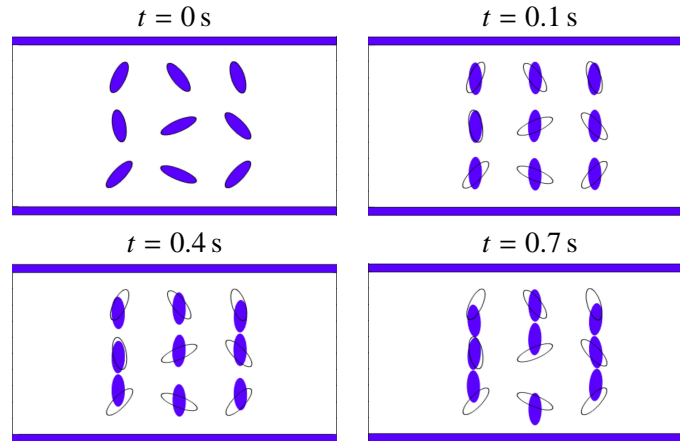 t = 0 s
t = 0.1 s
t = 0.4 s
t = 0.7 s